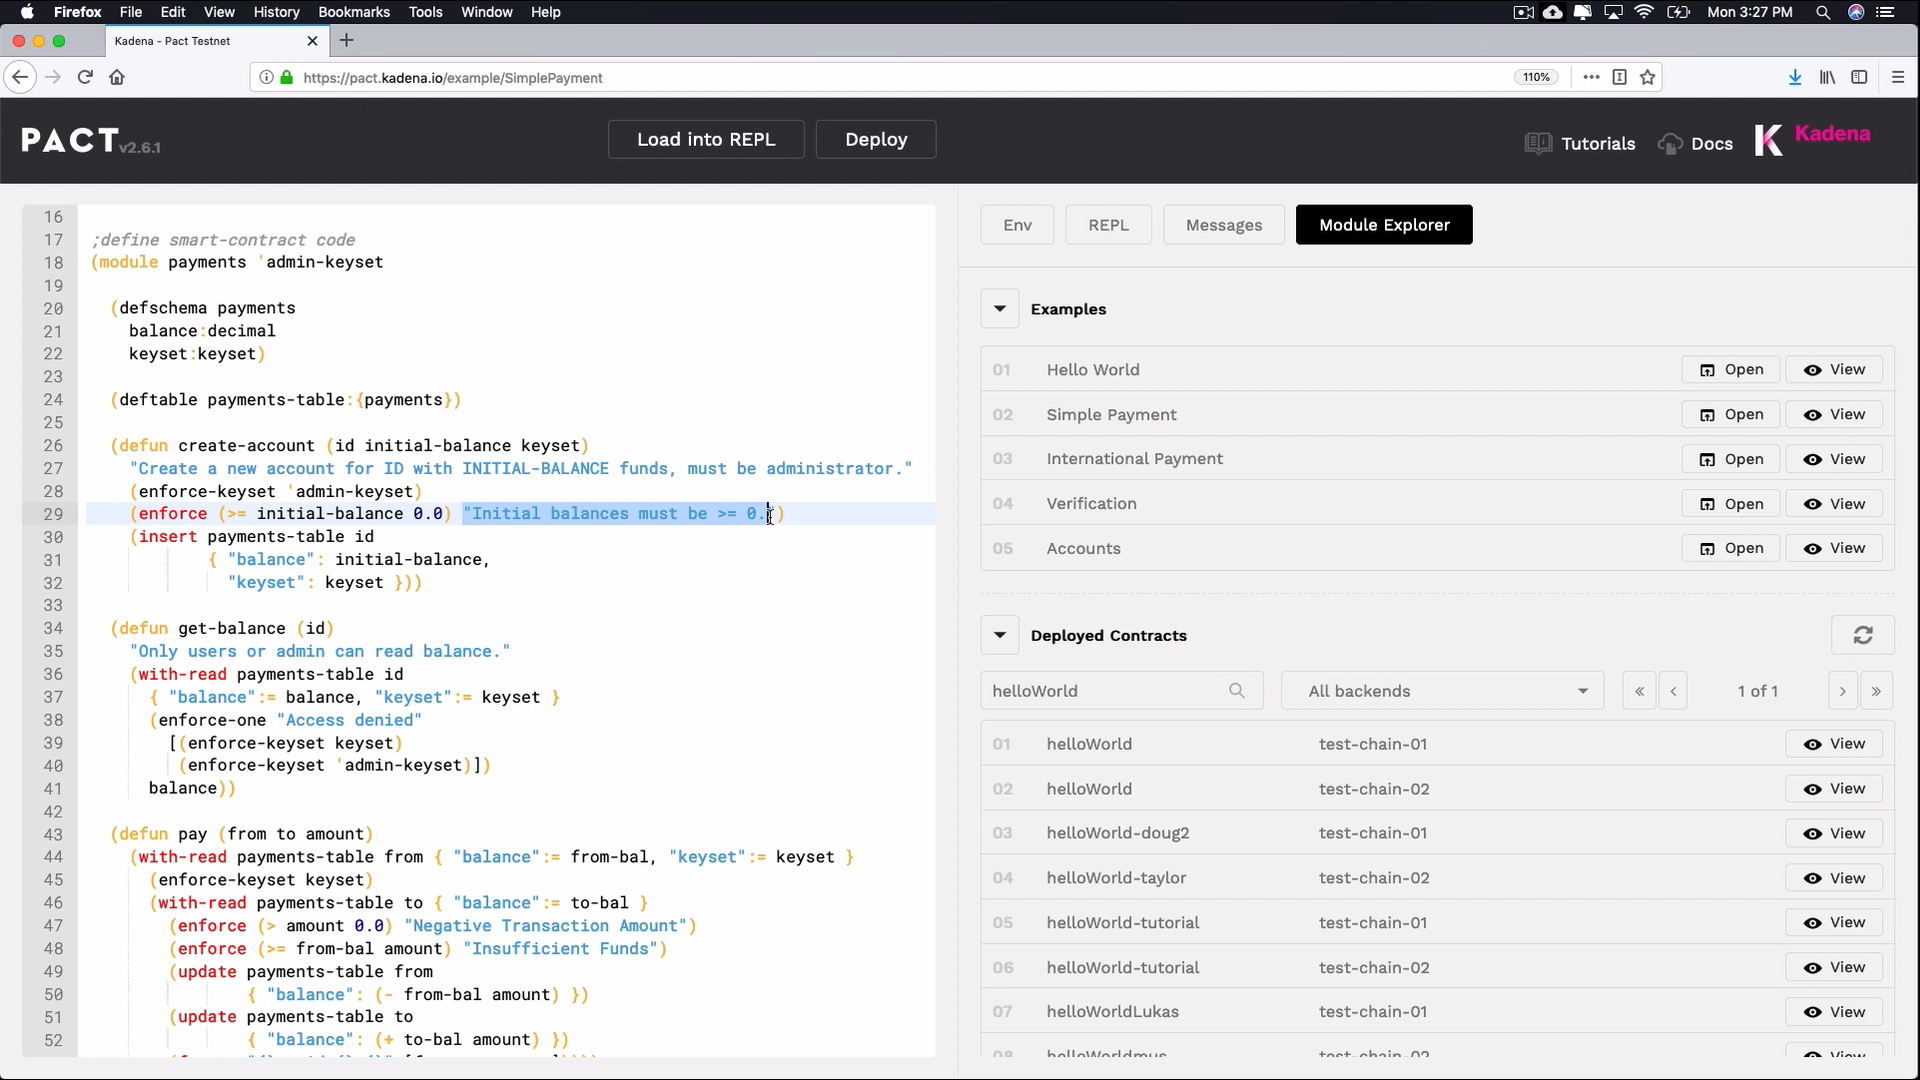 Firefox File Edit View History Bookmarks Tools Window Help Mon 3:27 PM
Kadena - Pact Testnet
https://pact.kadena.io/example/SimplePayment 110%
PACT v2.6.1 Load into REPL Deploy Tutorials Docs Kadena
16
17 ;define smart-contract code
18 (module payments 'admin-keyset
19
20 (defschema payments
21 balance:decimal
22 keyset:keyset)
23
24 (deftable payments-table:{payments})
25
26 (defun create-account (id initial-balance keyset)
27 "Create a new account for ID with INITIAL-BALANCE funds, must be administrator."
28 (enforce-keyset 'admin-keyset)
29 (enforce (>= initial-balance 0.0) "Initial balances must be >= 0.")
30 (insert payments-table id
31 { "balance": initial-balance,
32 "keyset": keyset }))
33
34 (defun get-balance (id)
35 "Only users or admin can read balance."
36 (with-read payments-table id
37 { "balance":= balance, "keyset":= keyset }
38 (enforce-one "Access denied"
39 [(enforce-keyset keyset)
40 (enforce-keyset 'admin-keyset)])
41 balance))
42
43 (defun pay (from to amount)
44 (with-read payments-table from { "balance":= from-bal, "keyset":= keyset }
45 (enforce-keyset keyset)
46 (with-read payments-table to { "balance":= to-bal }
47 (enforce (> amount 0.0) "Negative Transaction Amount")
48 (enforce (>= from-bal amount) "Insufficient Funds")
49 (update payments-table from
50 { "balance": (- from-bal amount) })
51 (update payments-table to
52 { "balance": (+ to-bal amount) })
Env REPL Messages Module Explorer
Examples
01 Hello World Open View
02 Simple Payment Open View
03 International Payment Open View
04 Verification Open View
05 Accounts Open View
Deployed Contracts
helloWorld All backends « ‹ 1 of 1 › »
01 helloWorld test-chain-01 View
02 helloWorld test-chain-02 View
03 helloWorld-doug2 test-chain-01 View
04 helloWorld-taylor test-chain-02 View
05 helloWorld-tutorial test-chain-01 View
06 helloWorld-tutorial test-chain-02 View
07 helloWorldLukas test-chain-01 View
08 test-chain-02 View